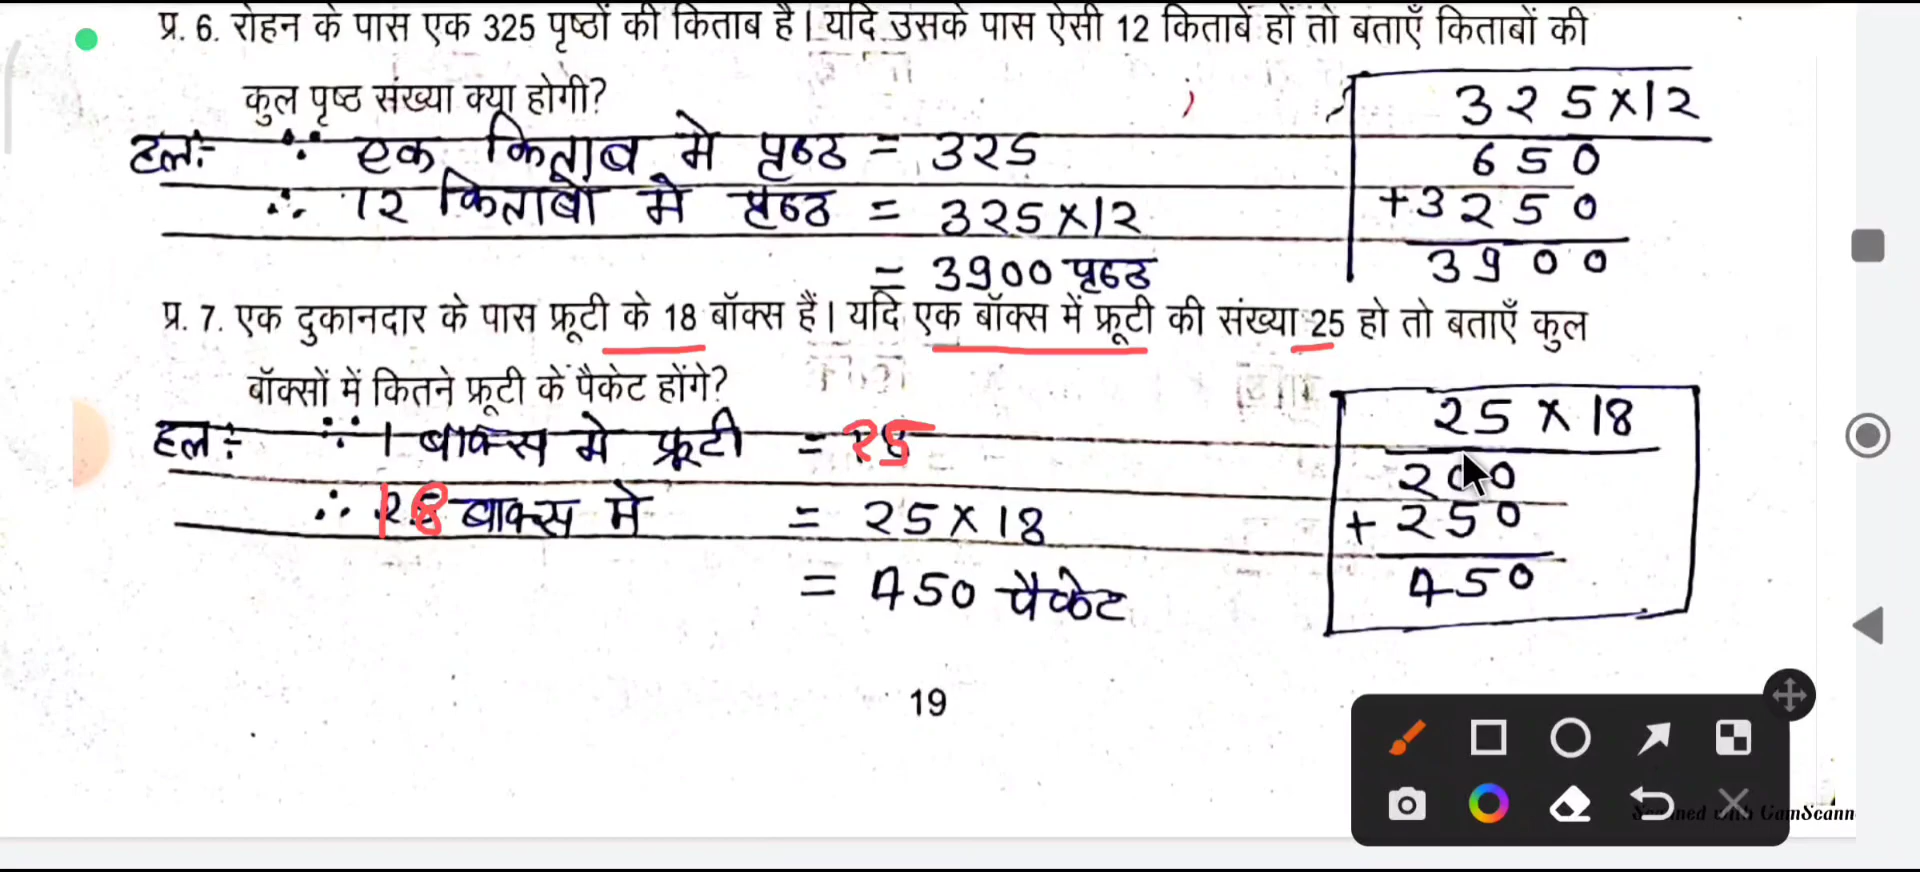 प्र. 6. रोहन के पास एक 325 पृष्ठों की किताब है। यदि उसके पास ऐसी 12 किताबें हों तो बताएँ किताबों की
कुल पृष्ठ संख्या क्या होगी?
हल:- ∵ एक किताब मे पृष्ठ = 325
∴ 12 किताबों मे पृष्ठ = 325×12
= 3900 पृष्ठ
325×12
650
+3250
3900
प्र. 7. एक दुकानदार के पास फ्रूटी के 18 बॉक्स हैं। यदि एक बॉक्स में फ्रूटी की संख्या 25 हो तो बताएँ कुल
बॉक्सों में कितने फ्रूटी के पैकेट होंगे?
हल:- ∵ 1 बाक्स मे फ्रूटी = 25
∴ 18 बाक्स मे = 25×18
= 450 पैकेट
25×18
200
+250
450
19